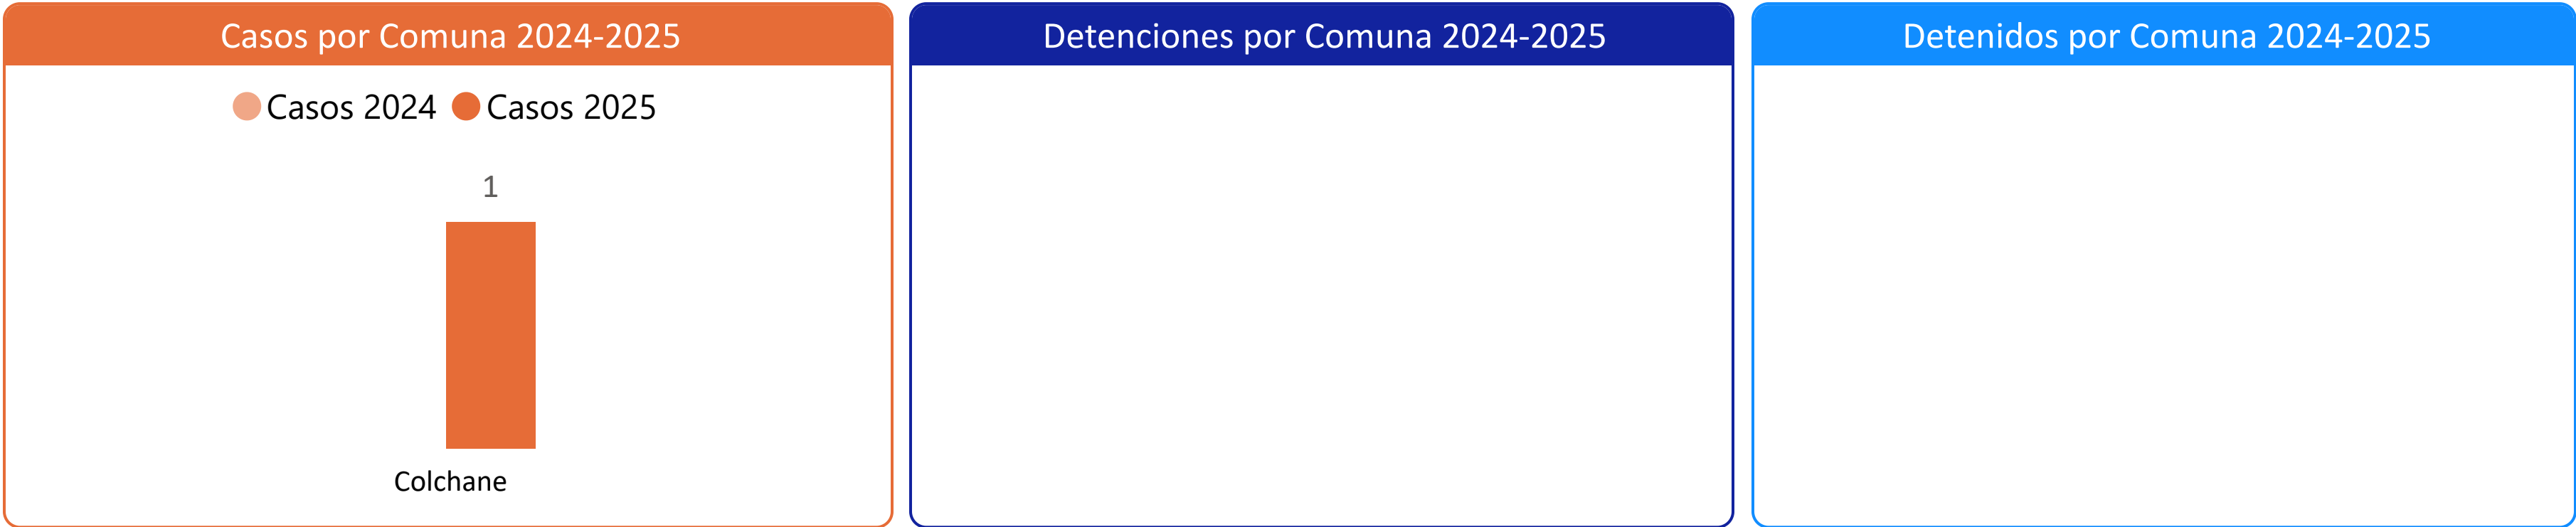 Casos por Comuna 2024-2025
Casos 2024 Casos 2025
1
Colchane
Detenciones por Comuna 2024-2025
Detenidos por Comuna 2024-2025